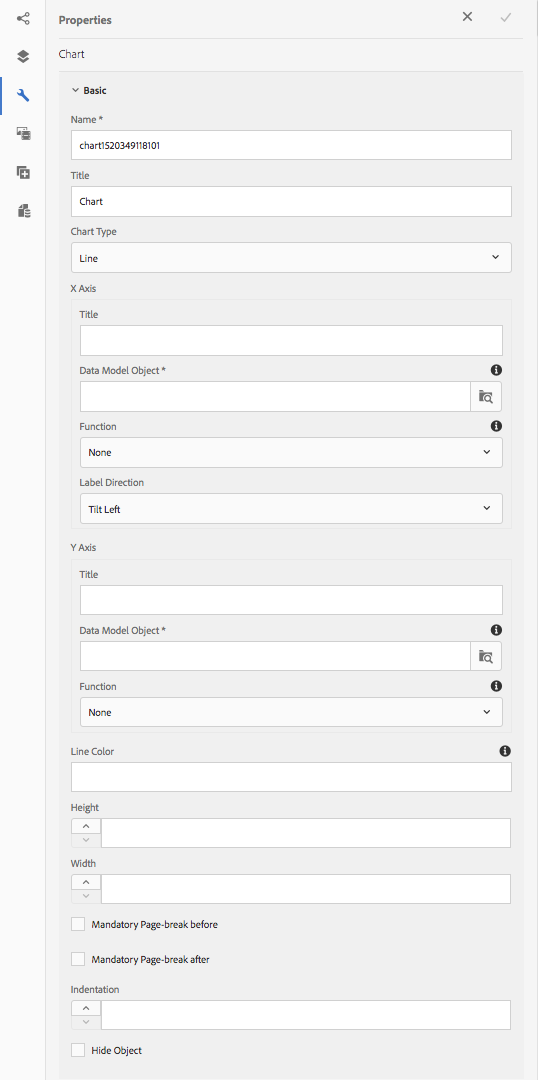 Properties
Chart
Basic
Name *
chart1520349118101
Title
Chart
Chart Type
Line
X Axis
Title
Data Model Object *
Function
None
Label Direction
Tilt Left
Y Axis
Title
Data Model Object *
Function
None
Line Color
Height
Width
Mandatory Page-break before
Mandatory Page-break after
Indentation
Hide Object